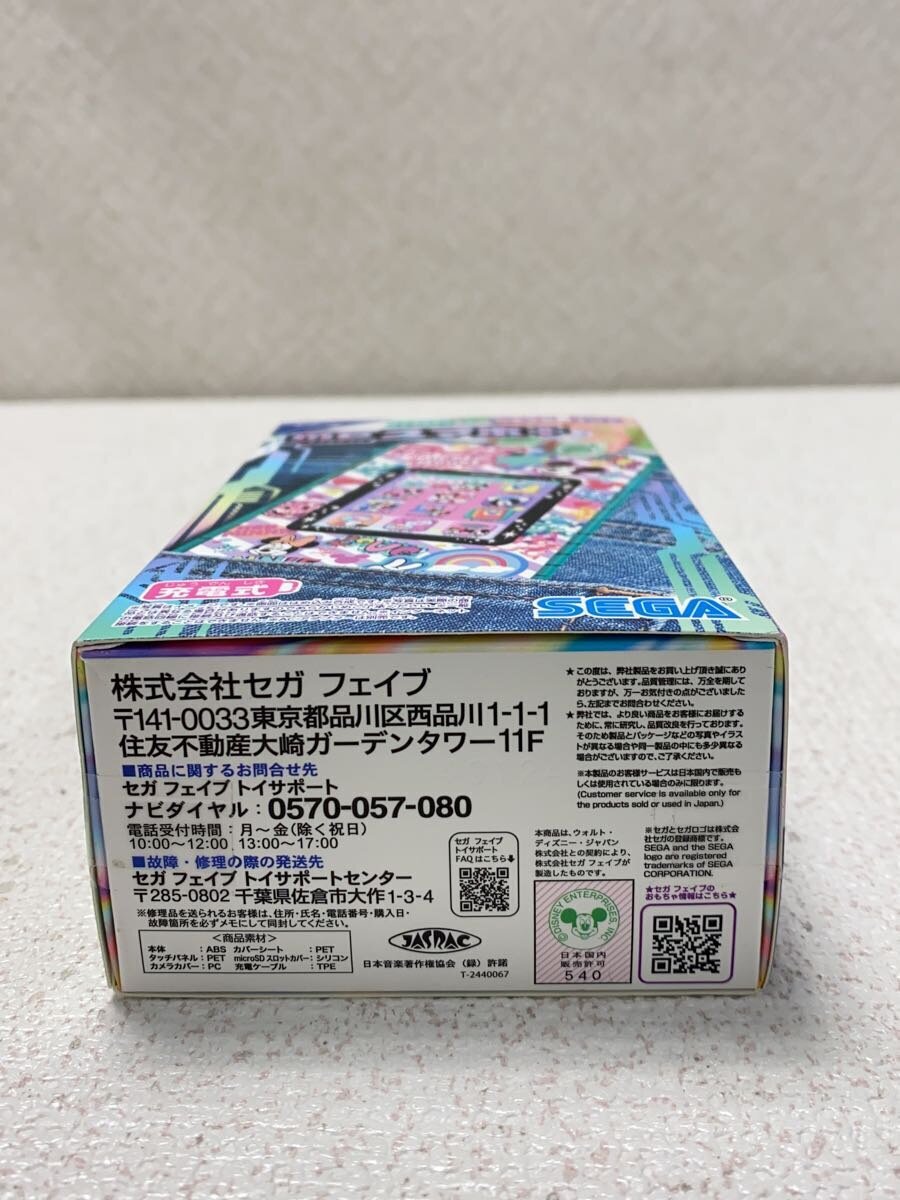 じゅう でん しき
充電式
SEGA®
株式会社セガ フェイブ
〒141-0033東京都品川区西品川1-1-1
住友不動産大崎ガーデンタワー11F
■商品に関するお問合せ先
セガ フェイブ トイサポート
ナビダイヤル：0570-057-080
電話受付時間：月～金(除く祝日)
10:00～12:00 13:00～17:00
■故障・修理の際の発送先
セガ フェイブ トイサポートセンター
〒285-0802 千葉県佐倉市大作1-3-4
※修理品を送られるお客様は、住所・氏名・電話番号・購入日・
故障箇所を必ずメモにして同封してください。
＜商品素材＞
本体：ABS カバーシート：PET
タッチパネル：PET microSDスロットカバー：シリコン
カメラカバー：PC 充電ケーブル：TPE
セガ フェイブ
トイサポート
FAQはこちら
JASRAC
日本音楽著作権協会（録）許諾
T-2440067
★この度は、弊社製品をお買い上げ頂き誠にあり
がとうございます。品質管理には、万全を期して
おりますが、万一お気付きの点がございました
ら、左記までお問合わせください。
★弊社では、より良い商品をお客様にお届けする
ために、常に研究し、品質改良を行っております。
そのため製品とパッケージなどの写真やイラス
トが異なる場合や同一製品の中にも多少異なる
場合がございますので、ご了承ください。
※本製品のお客様サービスは日本国内で販売も
しくは使用されている場合のみに限ります。
(Customer service is available only for
the products sold or used in Japan.)
本商品は、ウォルト・
ディズニー・ジャパン
株式会社との契約により、
株式会社セガ フェイブが
製造したものです。
©DISNEY ENTERPRISES INC
日本国内
販売許可
540
※セガとセガロゴは株式会
社セガの登録商標です。
SEGA and the SEGA
logo are registered
trademarks of SEGA
CORPORATION.
★セガ フェイブの
おもちゃ情報はこちら★